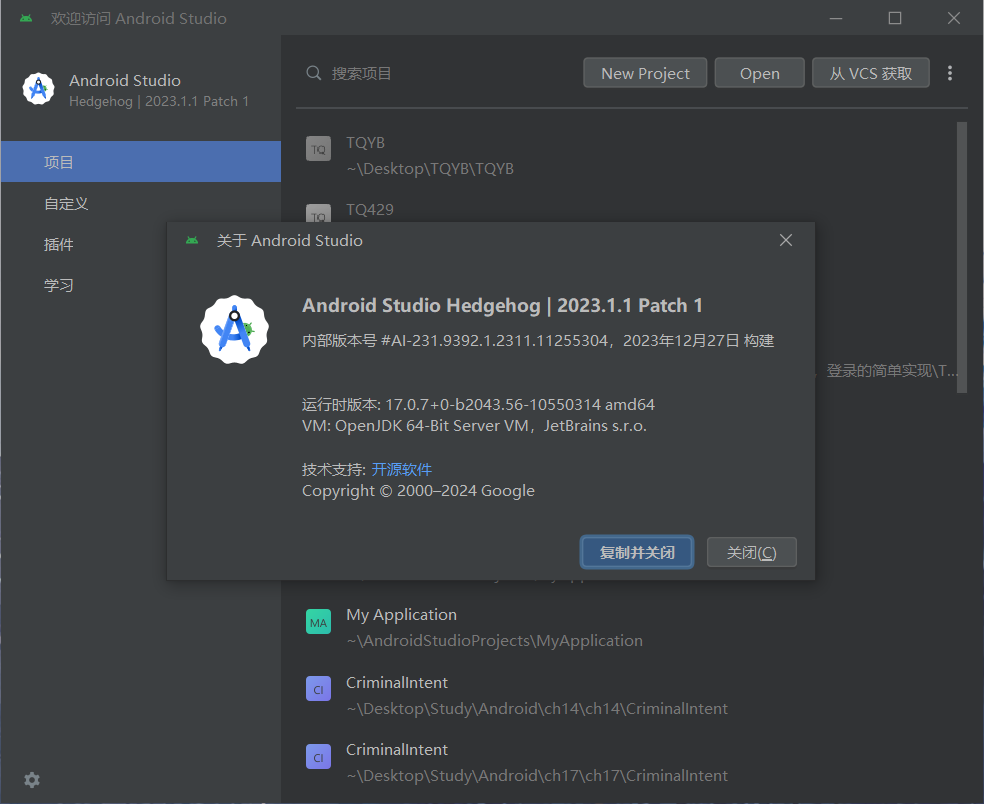 欢迎访问 Android Studio
Android Studio
Hedgehog | 2023.1.1 Patch 1
项目
自定义
插件
学习
搜索项目
New Project
Open
从 VCS 获取
TQ
TQYB
~\Desktop\TQYB\TQYB
TQ
TQ429
登录的简单实现\T...
关于 Android Studio
Android Studio Hedgehog | 2023.1.1 Patch 1
内部版本号 #AI-231.9392.1.2311.11255304，2023年12月27日 构建
运行时版本: 17.0.7+0-b2043.56-10550314 amd64
VM: OpenJDK 64-Bit Server VM，JetBrains s.r.o.
技术支持: 开源软件
Copyright © 2000–2024 Google
复制并关闭
关闭(C)
MA
My Application
~\AndroidStudioProjects\MyApplication
CI
CriminalIntent
~\Desktop\Study\Android\ch14\ch14\CriminalIntent
CI
CriminalIntent
~\Desktop\Study\Android\ch17\ch17\CriminalIntent